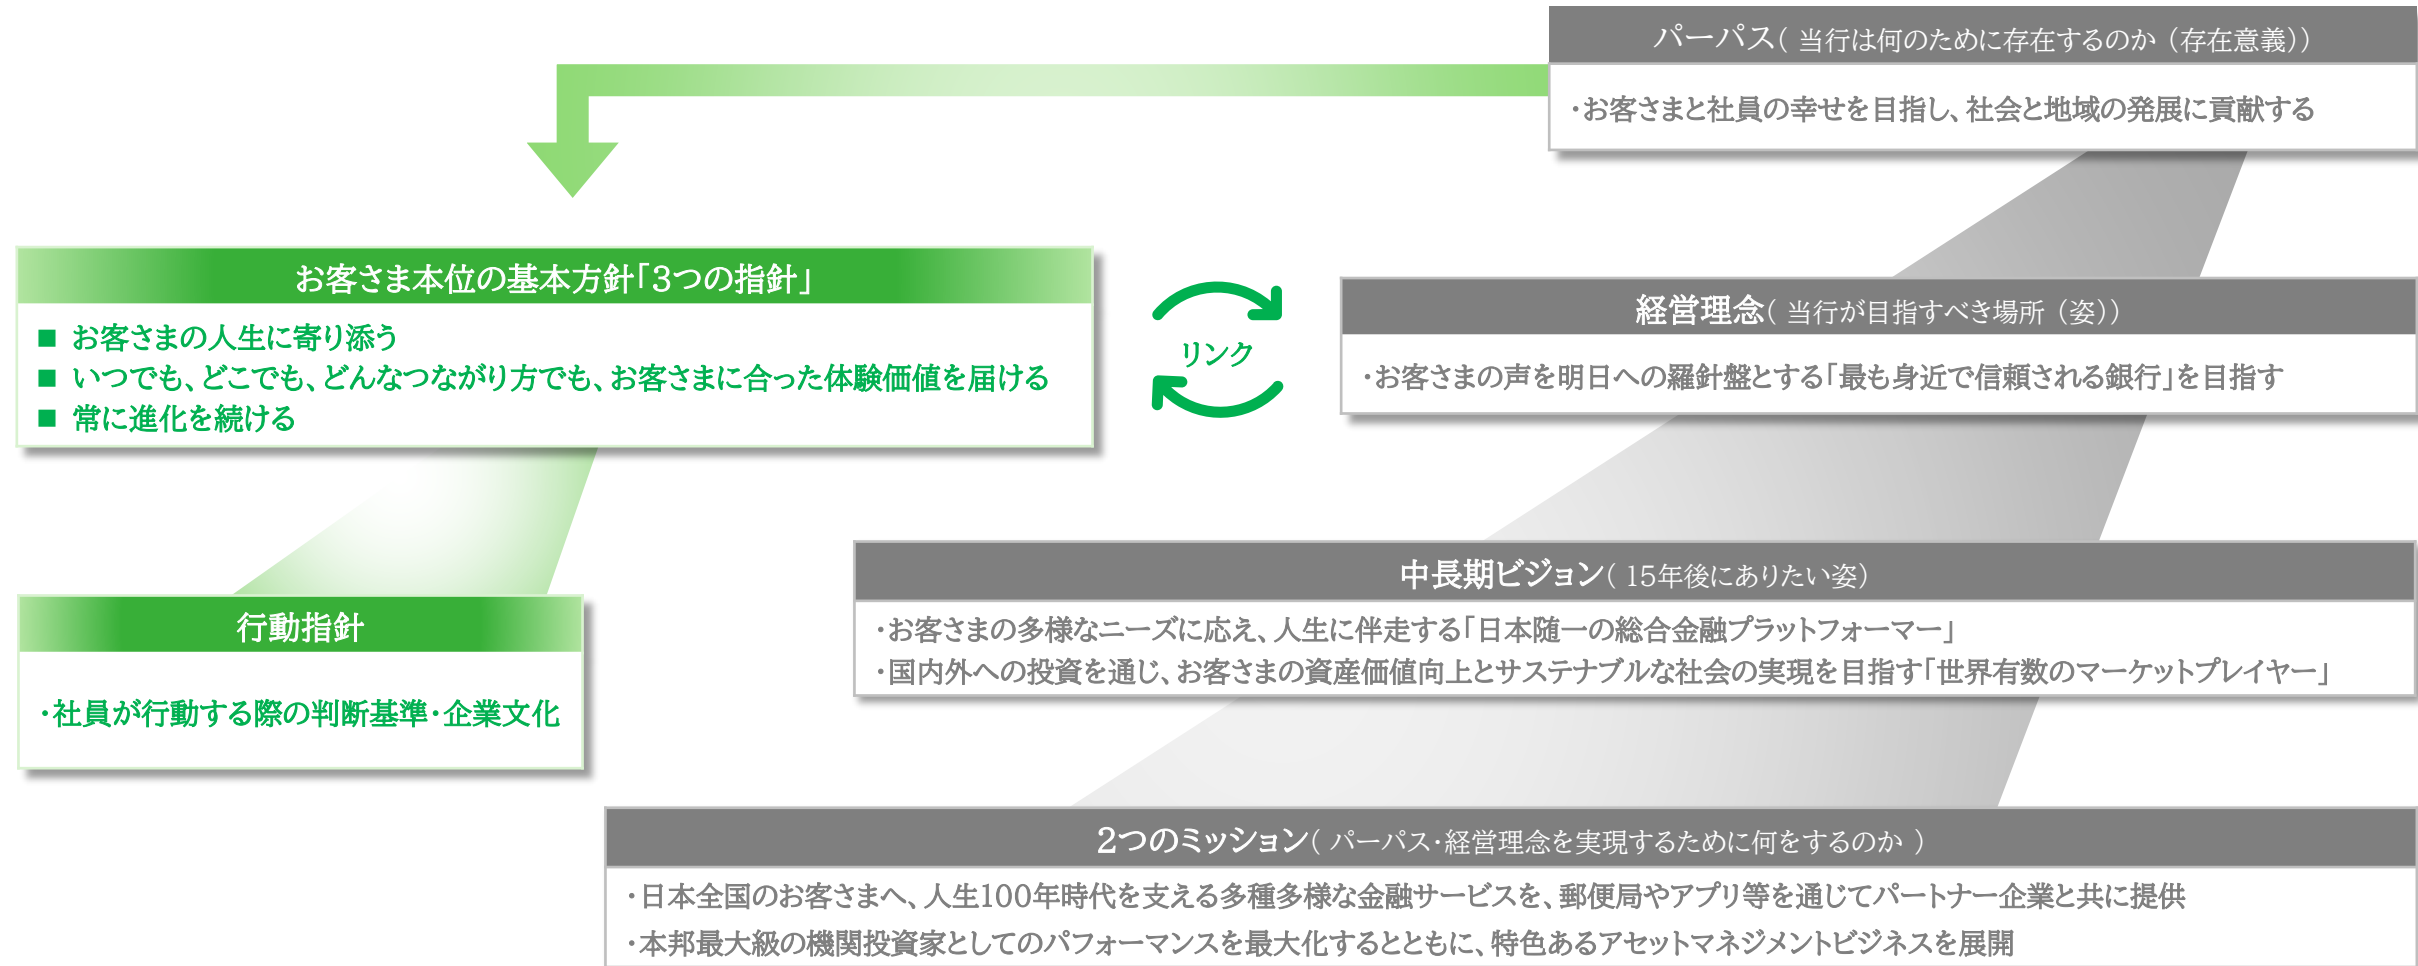 パーパス( 当行は何のために存在するのか (存在意義))
・お客さまと社員の幸せを目指し、社会と地域の発展に貢献する
お客さま本位の基本方針「3つの指針」
■ お客さまの人生に寄り添う
■ いつでも、どこでも、どんなつながり方でも、お客さまに合った体験価値を届ける
■ 常に進化を続ける
リンク
経営理念( 当行が目指すべき場所 (姿))
・お客さまの声を明日への羅針盤とする「最も身近で信頼される銀行」を目指す
行動指針
・社員が行動する際の判断基準・企業文化
中長期ビジョン( 15年後にありたい姿)
・お客さまの多様なニーズに応え、人生に伴走する「日本随一の総合金融プラットフォーマー」
・国内外への投資を通じ、お客さまの資産価値向上とサステナブルな社会の実現を目指す「世界有数のマーケットプレイヤー」
2つのミッション( パーパス・経営理念を実現するために何をするのか )
・日本全国のお客さまへ、人生100年時代を支える多種多様な金融サービスを、郵便局やアプリ等を通じてパートナー企業と共に提供
・本邦最大級の機関投資家としてのパフォーマンスを最大化するとともに、特色あるアセットマネジメントビジネスを展開